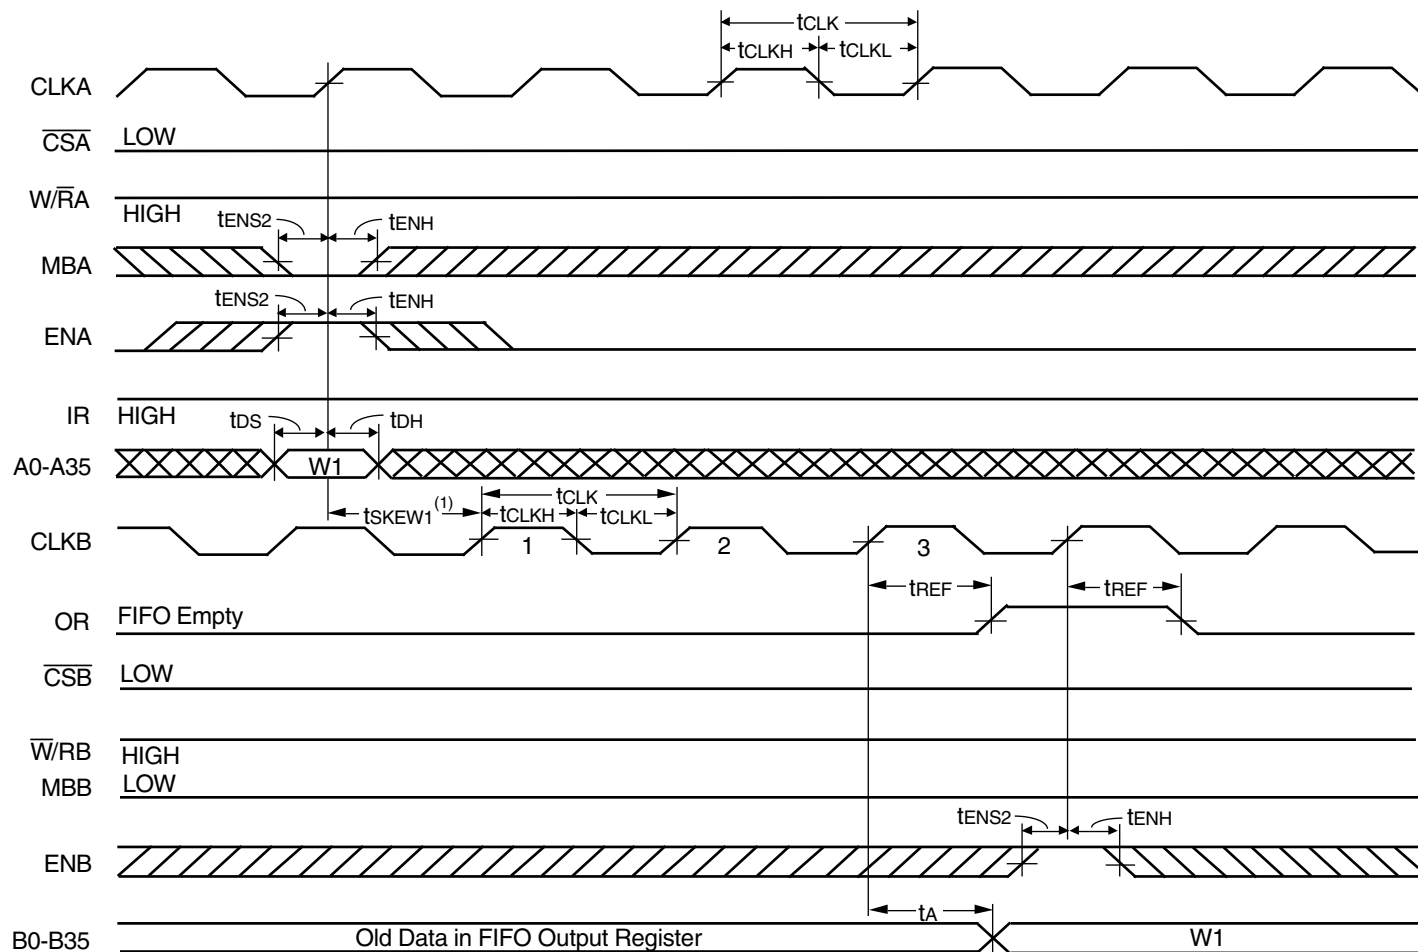 tCLK
tCLKH tCLKL
CLKA
CSA LOW
W/RA
HIGH
tENS2 tENH
MBA
tENS2 tENH
ENA
IR HIGH
tDS tDH
A0-A35 W1
tSKEW1(1) tCLK
tCLKH tCLKL
CLKB 1 2 3
tREF tREF
OR FIFO Empty
CSB LOW
W/RB HIGH
MBB LOW
tENS2 tENH
ENB
tA
B0-B35 Old Data in FIFO Output Register W1